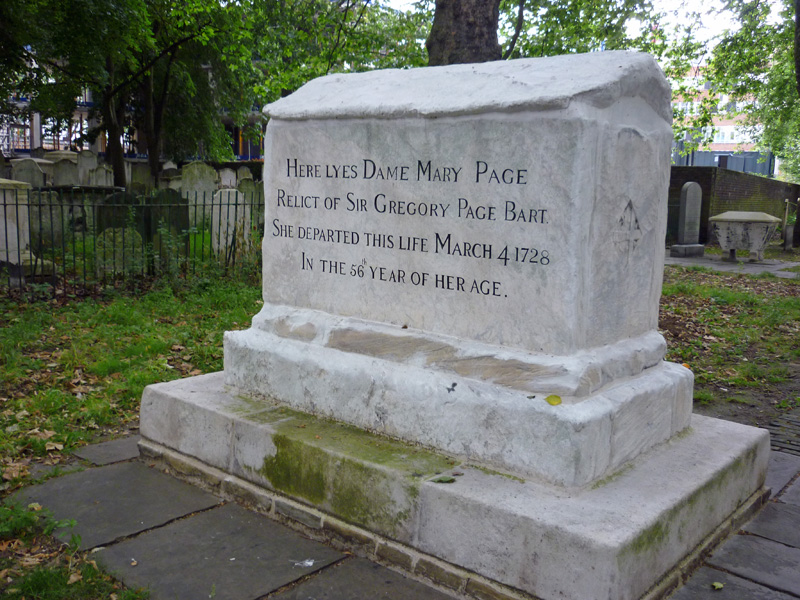 Here lyes Dame Mary Page
Relict of Sir Gregory Page Bart.
She departed this life March 4 1728
In the 56th year of her age.